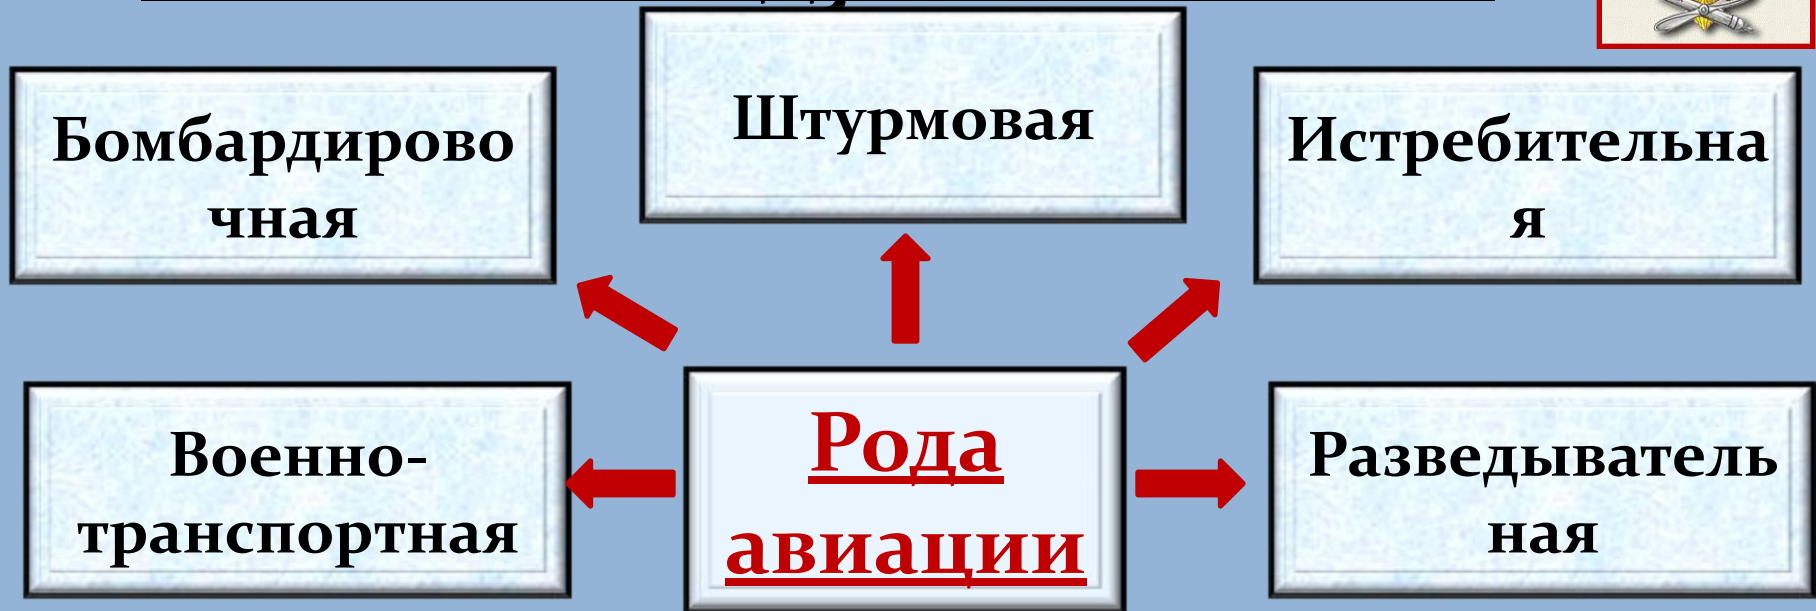 Штурмовая
Бомбардирово
чная
Истребительна
я
Военно-
транспортная
Рода
авиации
Разведыватель
ная